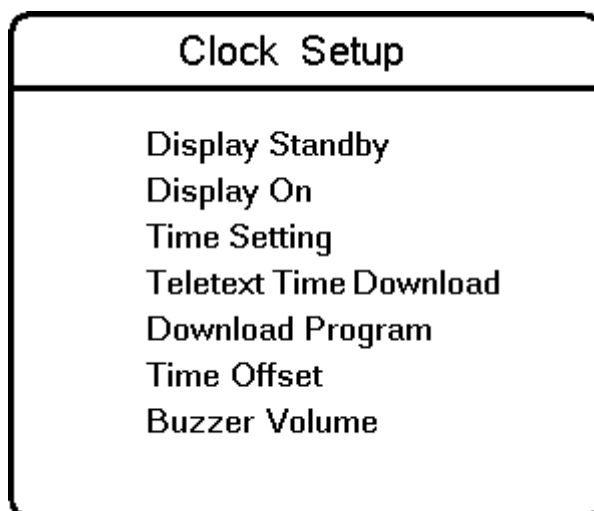 Clock Setup
Display Standby
Display On
Time Setting
Teletext Time Download
Download Program
Time Offset
Buzzer Volume